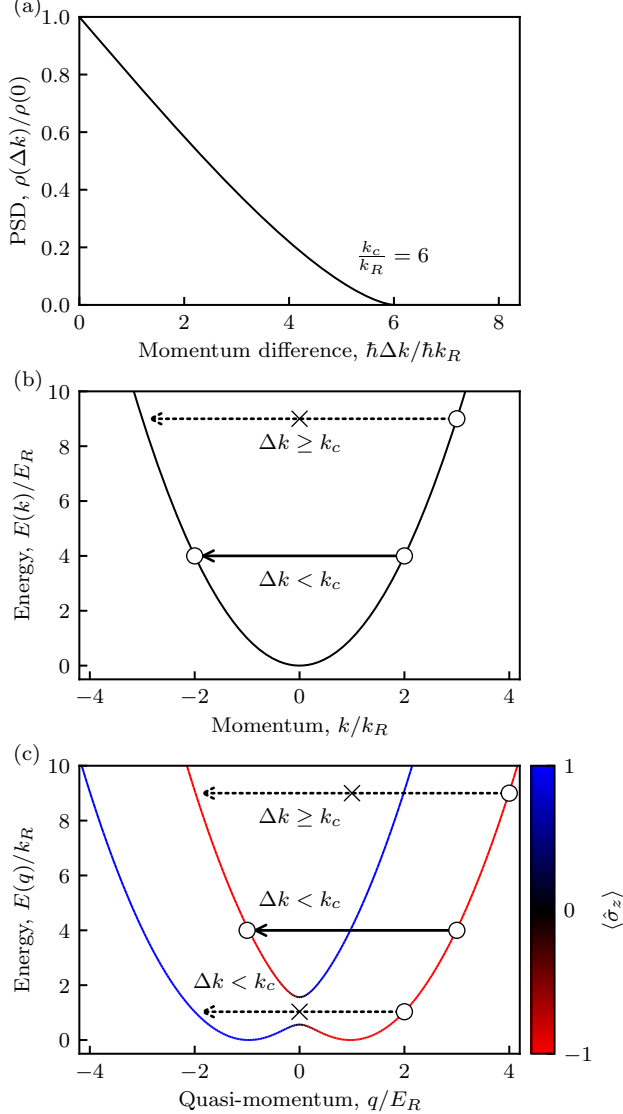 (a)
1.0
0.8
0.6
0.4
0.2
0.0
PSD, ρ(Δk)/ρ(0)
k_c/k_R = 6
0 2 4 6 8
Momentum difference, ℏΔk/ℏk_R
(b)
10
8
6
4
2
0
Energy, E(k)/E_R
Δk ≥ k_c
Δk < k_c
−4 −2 0 2 4
Momentum, k/k_R
(c)
10
8
6
4
2
0
Energy, E(q)/k_R
Δk ≥ k_c
Δk < k_c
Δk < k_c
−4 −2 0 2 4
Quasi-momentum, q/E_R
1
0
−1
⟨σ̂_z⟩